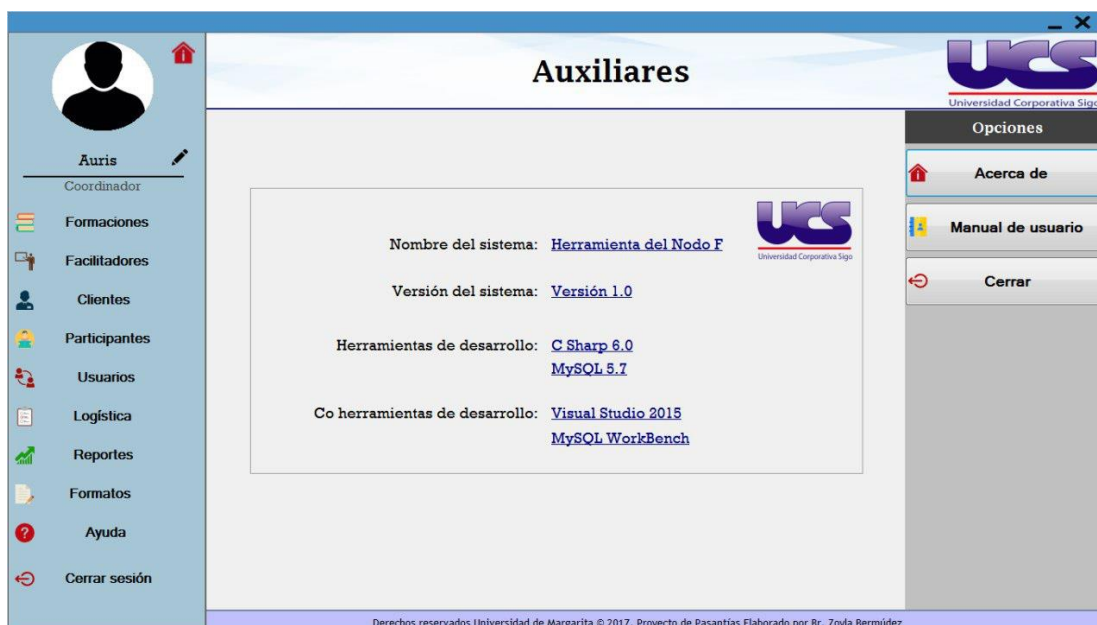 Auxiliares
UCS
Universidad Corporativa Sigo
Auris
Coordinador
Formaciones
Facilitadores
Clientes
Participantes
Usuarios
Logística
Reportes
Formatos
Ayuda
Cerrar sesión
UCS
Universidad Corporativa Sigo
Nombre del sistema: Herramienta del Nodo F
Versión del sistema: Versión 1.0
Herramientas de desarrollo: C Sharp 6.0
MySQL 5.7
Co herramientas de desarrollo: Visual Studio 2015
MySQL WorkBench
Opciones
Acerca de
Manual de usuario
Cerrar
Derechos reservados Universidad de Margarita © 2017. Proyecto de Pasantías Elaborado por Br. Zoyla Bermúdez